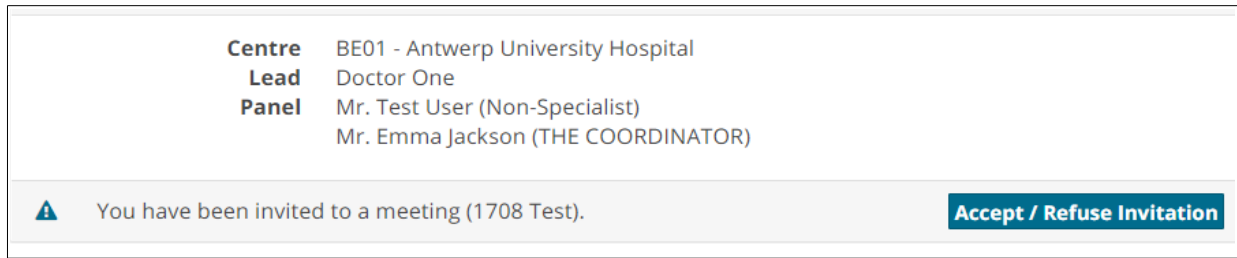 Centre BE01 - Antwerp University Hospital
Lead Doctor One
Panel Mr. Test User (Non-Specialist)
Mr. Emma Jackson (THE COORDINATOR)
You have been invited to a meeting (1708 Test). Accept / Refuse Invitation